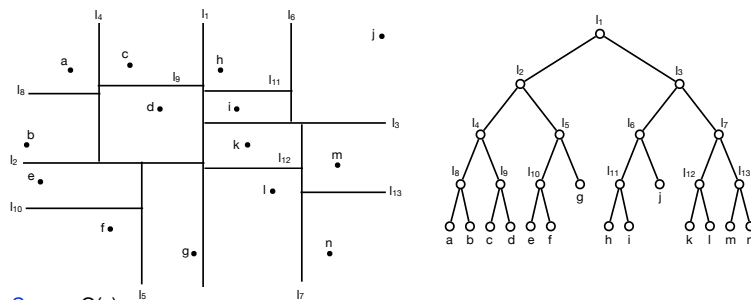 l4 l1 l6
j
c
a
h
l9
l8
l11
d
i
l3
b
k
l2
l12
m
e
l
l13
l10
f
g
n
l5
l7
l1
l2 l3
l4 l5 l6 l7
l8 l9 l10 l11 l12 l13
g j
a b c d e f h i k l m